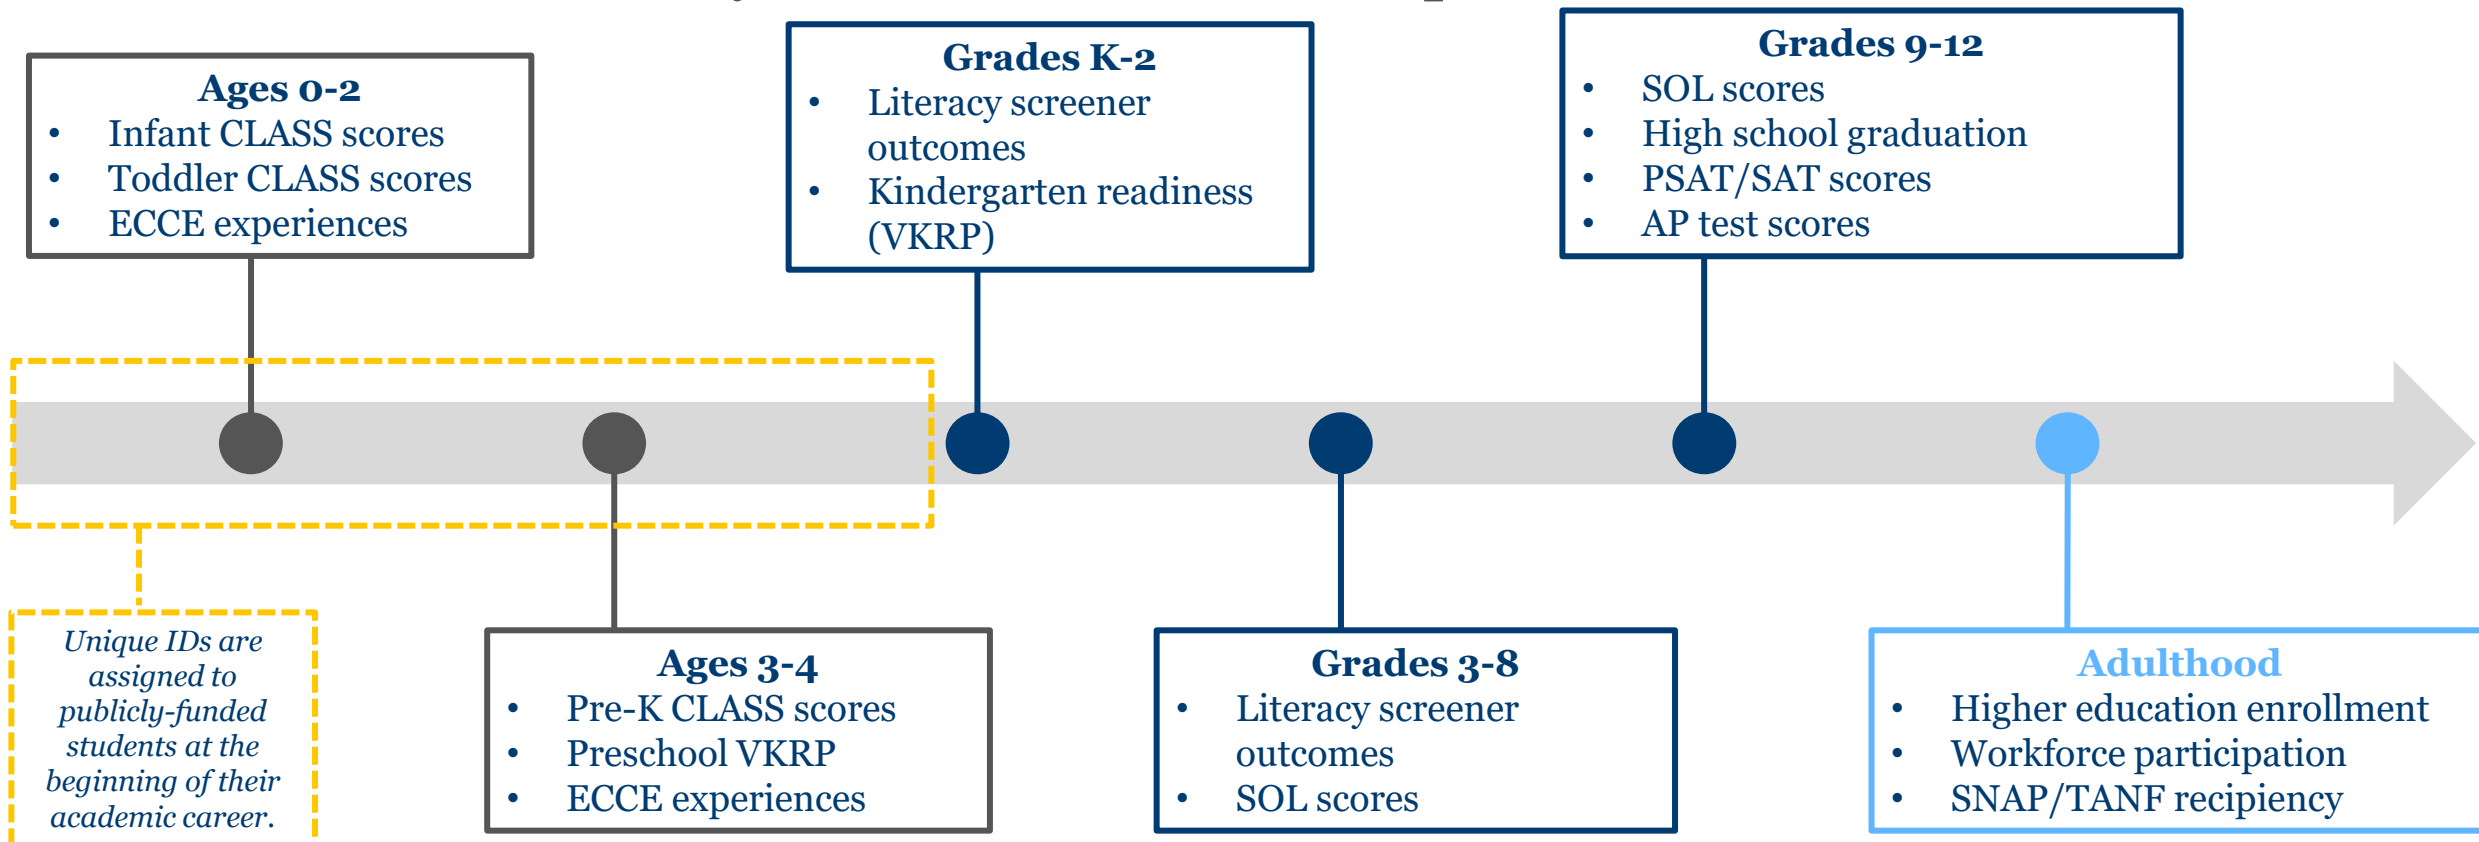 Ages 0-2
• Infant CLASS scores
• Toddler CLASS scores
• ECCE experiences
Grades K-2
• Literacy screener
outcomes
• Kindergarten readiness
(VKRP)
Grades 9-12
• SOL scores
• High school graduation
• PSAT/SAT scores
• AP test scores
Unique IDs are
assigned to
publicly-funded
students at the
beginning of their
academic career.
Ages 3-4
• Pre-K CLASS scores
• Preschool VKRP
• ECCE experiences
Grades 3-8
• Literacy screener
outcomes
• SOL scores
Adulthood
• Higher education enrollment
• Workforce participation
• SNAP/TANF recipiency